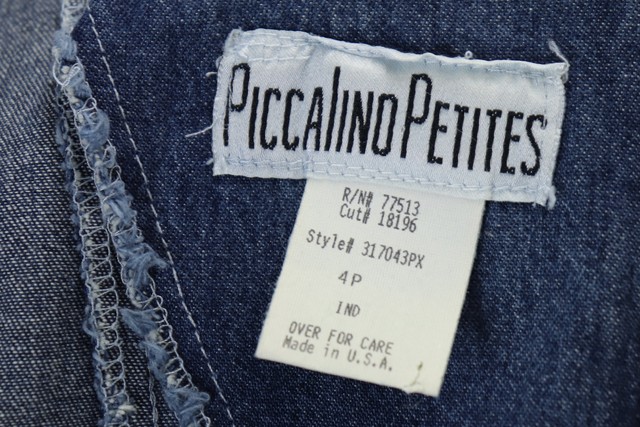 PICCALINO PETITES
R/N# 77513
Cut# 18196
Style# 317043PX
4P
IND
OVER FOR CARE
Made in U.S.A.